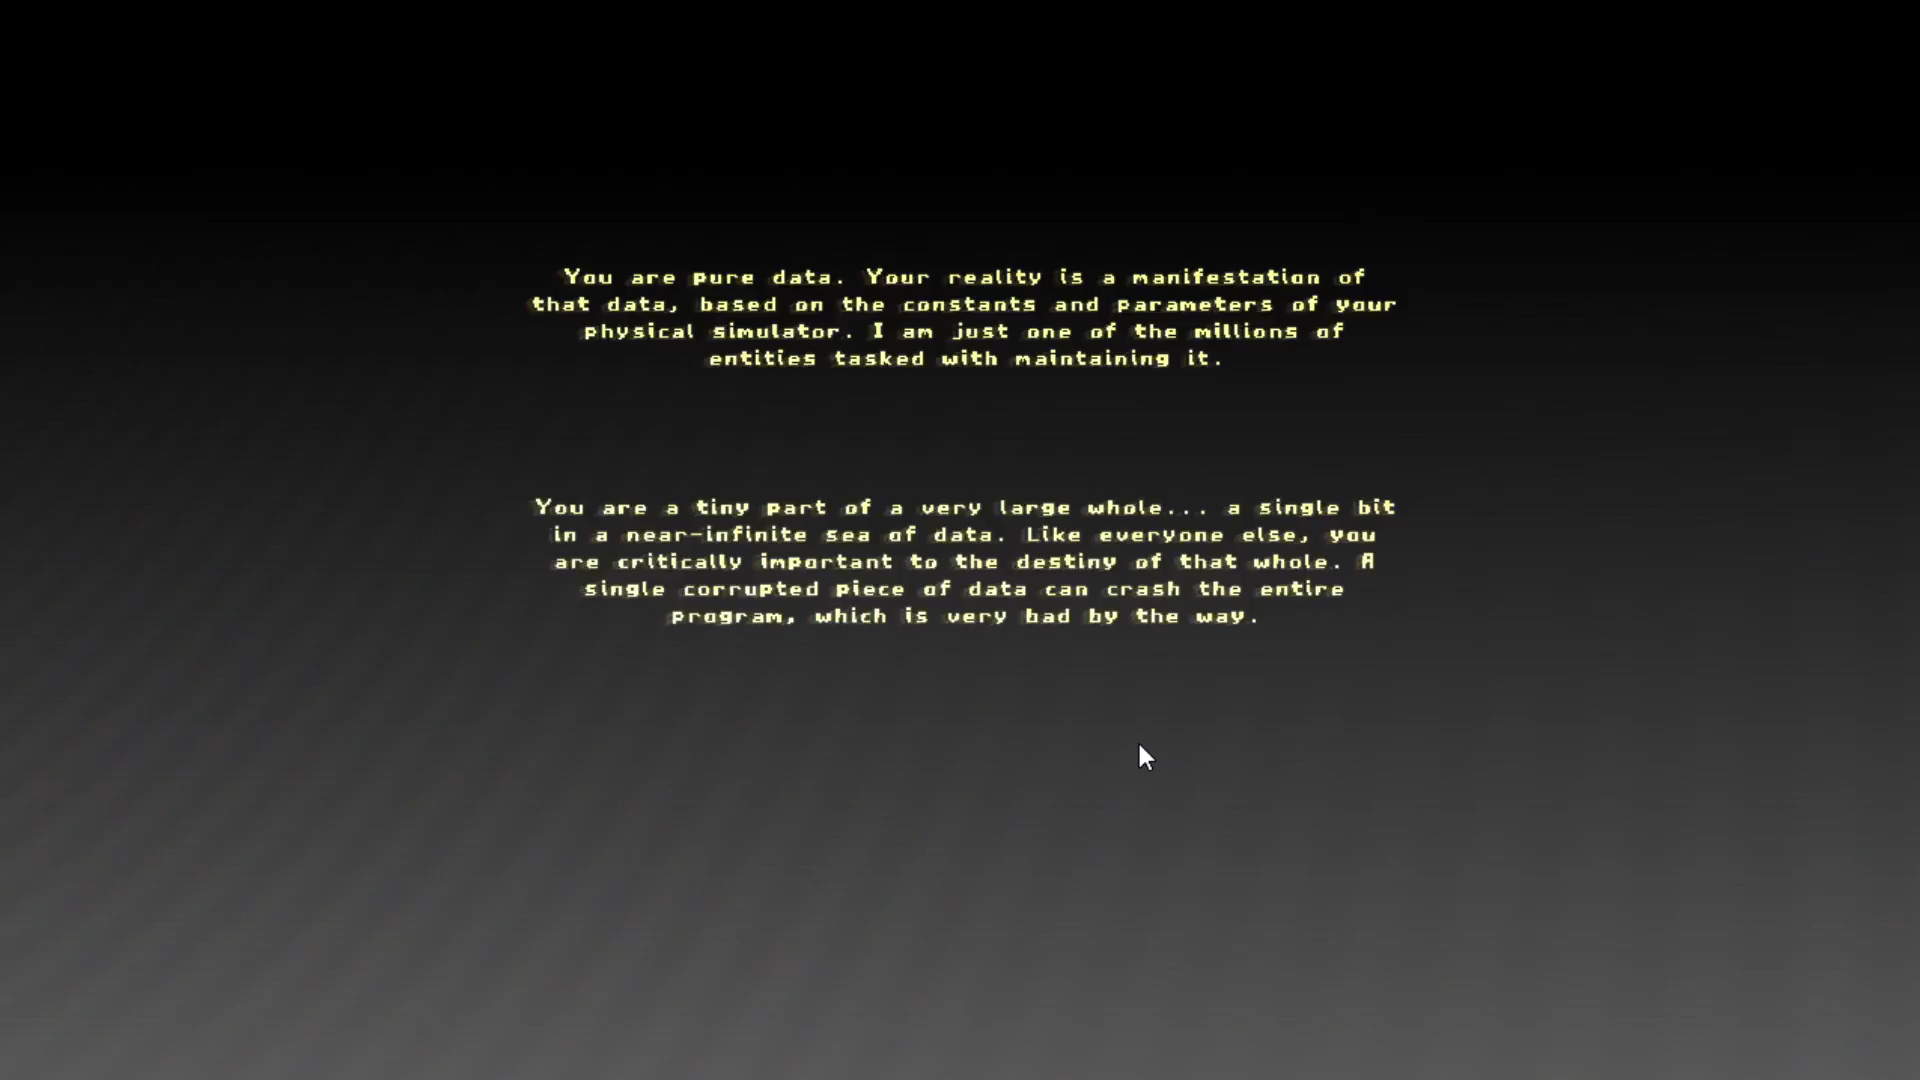 You are pure data. Your reality is a manifestation of
that data, based on the constants and parameters of your
physical simulator. I am just one of the millions of
entities tasked with maintaining it.
You are a tiny part of a very large whole... a single bit
in a near-infinite sea of data. Like everyone else, you
are critically important to the destiny of that whole. A
single corrupted piece of data can crash the entire
program, which is very bad by the way.